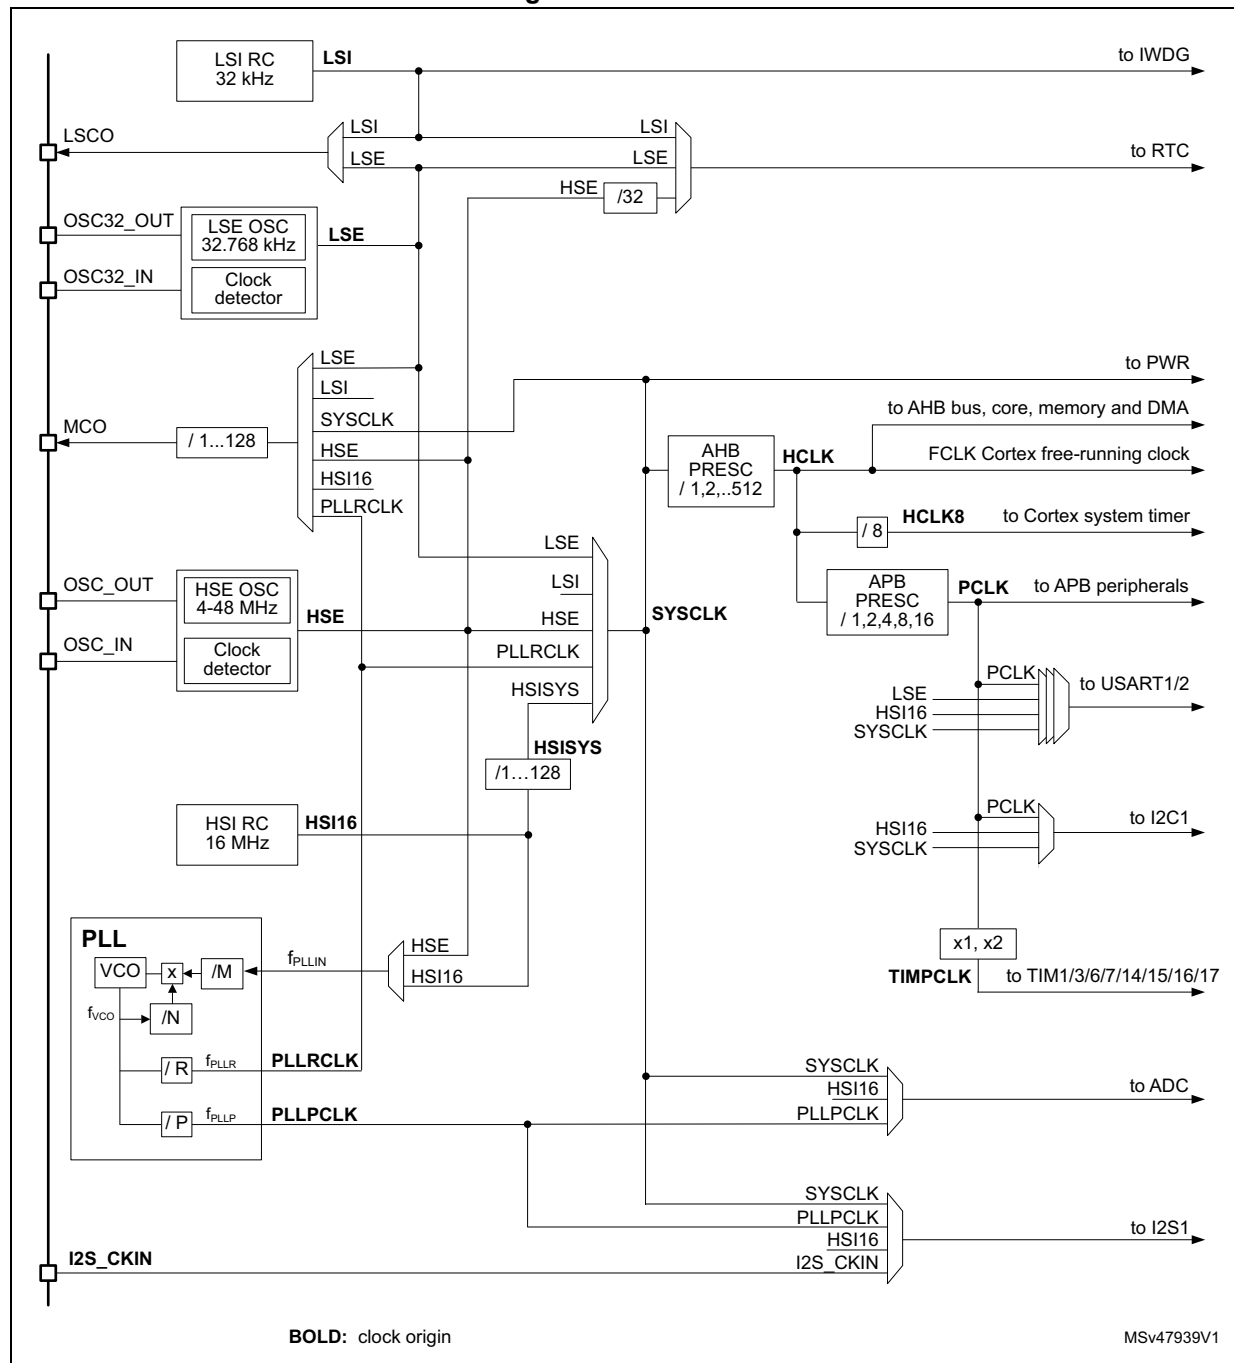 LSI RC
32 kHz
LSI
to IWDG
LSCO
LSI
LSI
LSE
LSE
to RTC
HSE
/32
OSC32_OUT
LSE OSC
32.768 kHz
LSE
OSC32_IN
Clock
detector
LSE
to PWR
LSI
SYSCLK
to AHB bus, core, memory and DMA
MCO
/ 1...128
HSE
AHB
PRESC
/ 1,2,..512
HCLK
FCLK Cortex free-running clock
HSI16
PLLRCLK
/ 8
HCLK8
to Cortex system timer
LSE
LSI
OSC_OUT
HSE OSC
4-48 MHz
HSE
HSE
SYSCLK
APB
PRESC
/ 1,2,4,8,16
PCLK
to APB peripherals
OSC_IN
Clock
detector
PLLRCLK
HSISYS
PCLK
to USART1/2
LSE
HSI16
SYSCLK
HSISYS
/1...128
HSI RC
16 MHz
HSI16
PCLK
to I2C1
HSI16
SYSCLK
PLL
VCO
x
/M
fPLLIN
HSE
HSI16
x1, x2
TIMPCLK
to TIM1/3/6/7/14/15/16/17
fVCO
/N
/ R
fPLLR
PLLRCLK
SYSCLK
HSI16
PLLPCLK
to ADC
/ P
fPLLP
PLLPCLK
SYSCLK
PLLPCLK
HSI16
I2S_CKIN
to I2S1
I2S_CKIN
BOLD: clock origin
MSv47939V1